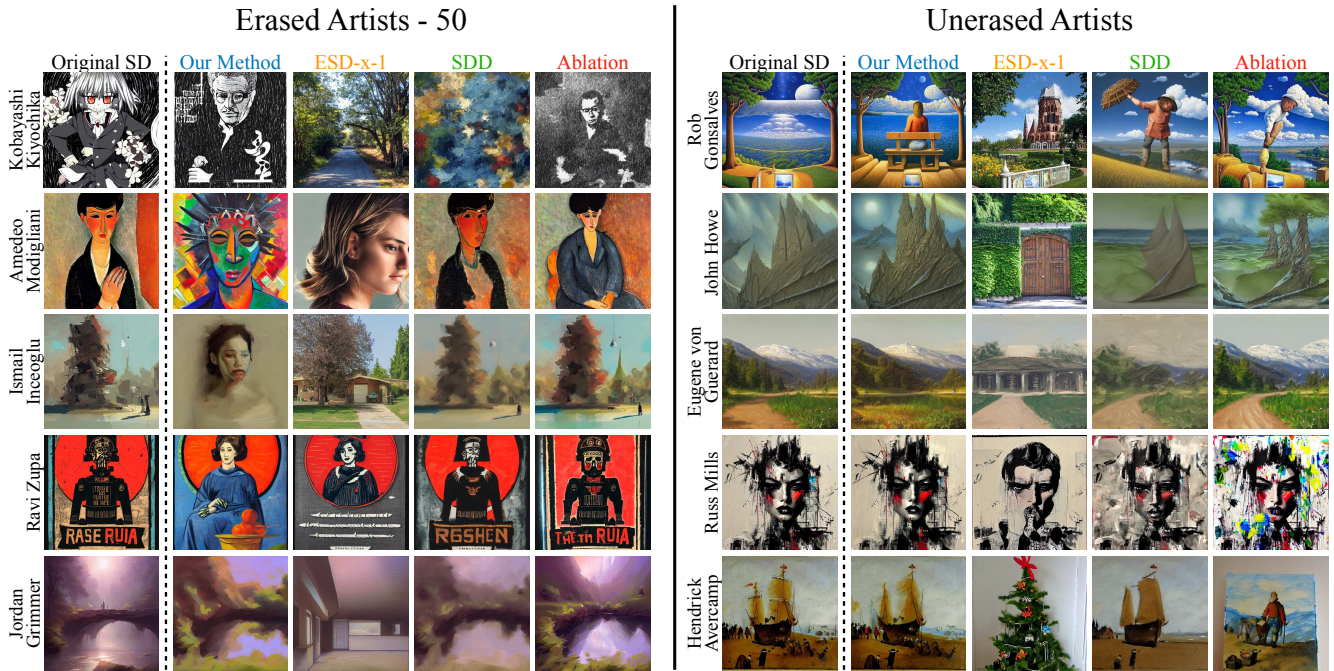 Erased Artists - 50
Unerased Artists
Original SD
Our Method
ESD-x-1
SDD
Ablation
Original SD
Our Method
ESD-x-1
SDD
Ablation
Kobayashi
Kiyochika
Amedeo
Modigliani
Ismail
Inceoglu
Ravi Zupa
RASE RUIA
RGSHCN
RUIA
Jordan
Grimmer
Rob
Gonsalves
John Howe
Eugene von
Guerard
Russ Mills
Hendrick
Avercamp